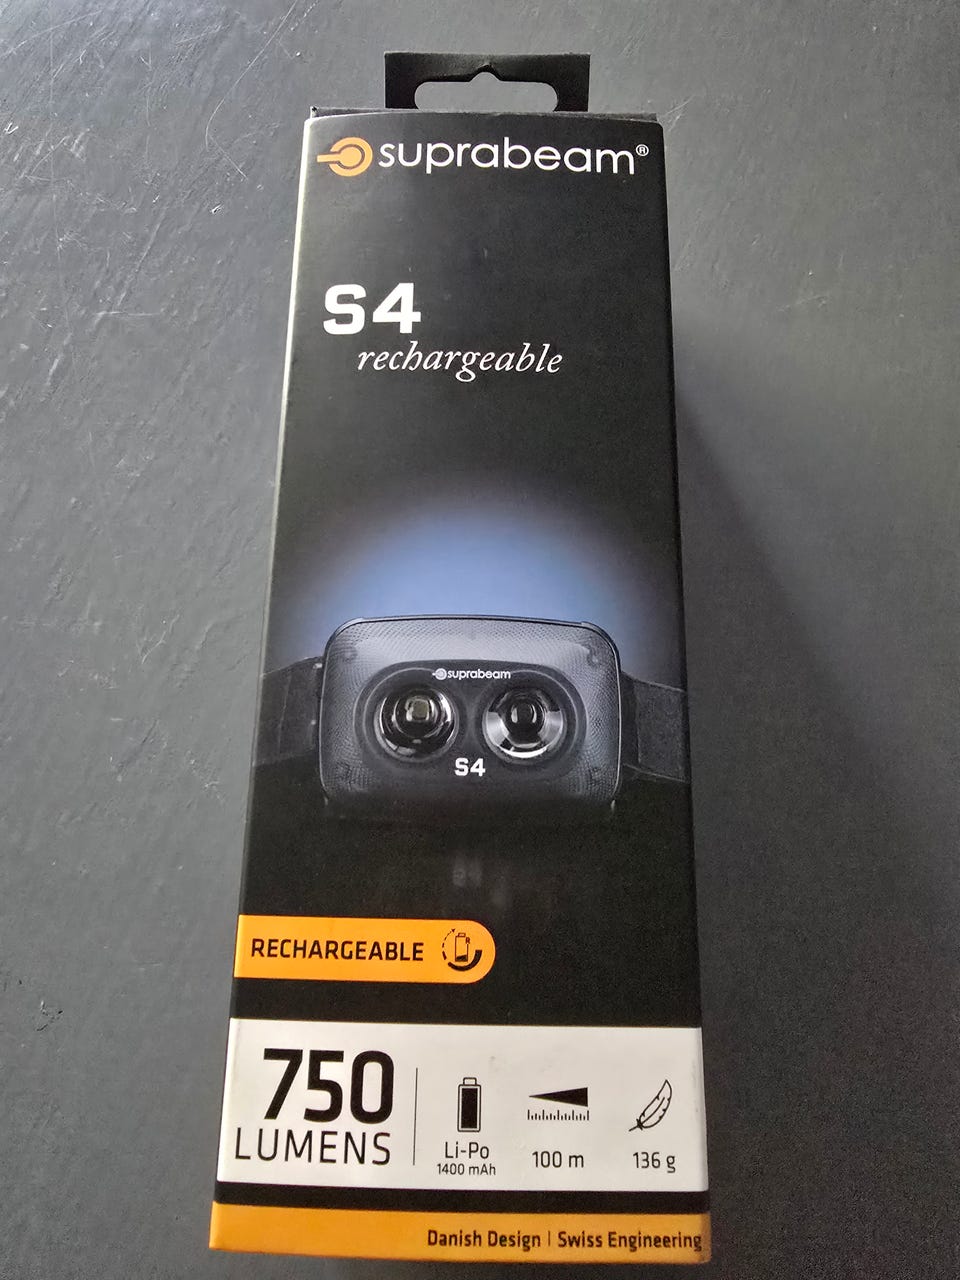 suprabeam®
S4
rechargeable
suprabeam
S4
RECHARGEABLE
750
LUMENS
Li-Po
1400 mAh
100 m
136 g
Danish Design | Swiss Engineering